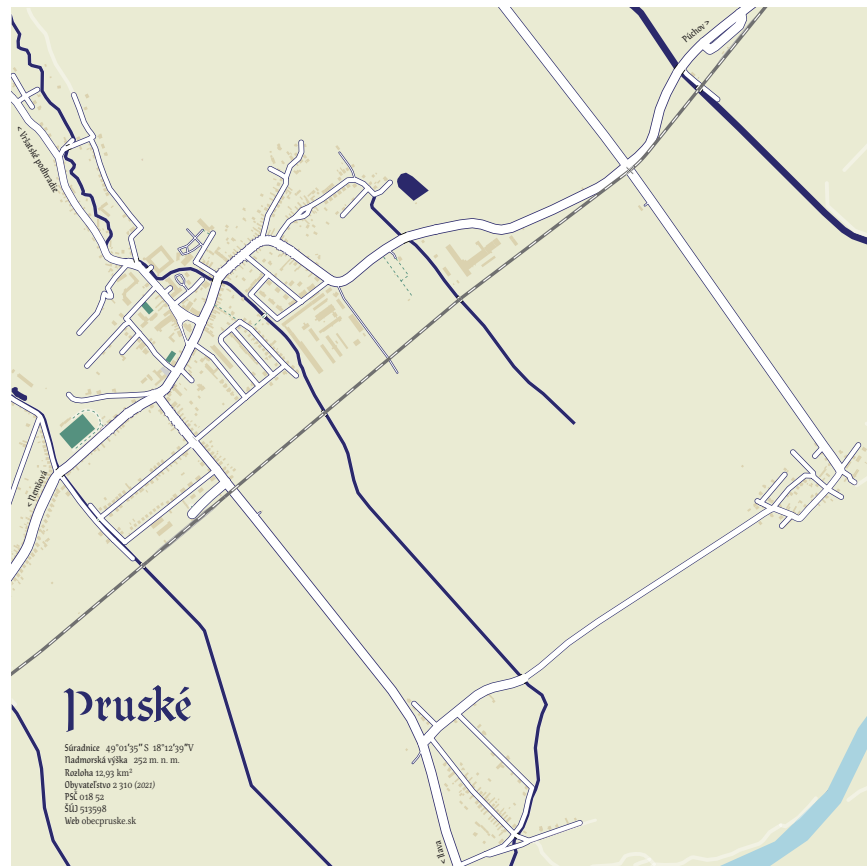 Púchov >
< Vršatské podhradie
< Nemšová
Pruské
Súradnice 49°01'35" S 18°12'39"V
Nadmorská výška 252 m. n. m.
Rozloha 12,93 km²
Obyvateľstvo 2 310 (2021)
PSČ 018 52
ŠÚJ 513598
Web obecpruske.sk
Ilava >